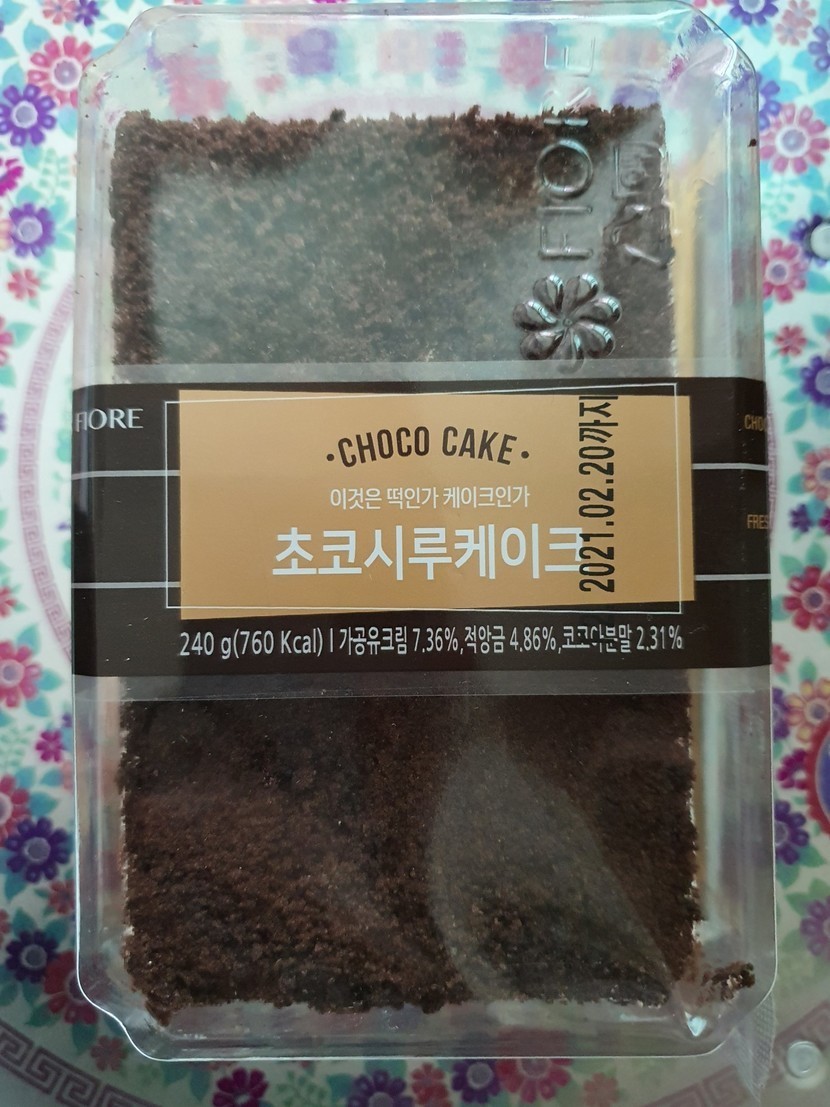 FIORE
FIORE
·CHOCO CAKE·
이것은 떡인가 케이크인가
초코시루케이크
2021.02.20까지
240 g(760 Kcal) | 가공유크림 7.36%,적앙금 4.86%,코코아분말 2.31%